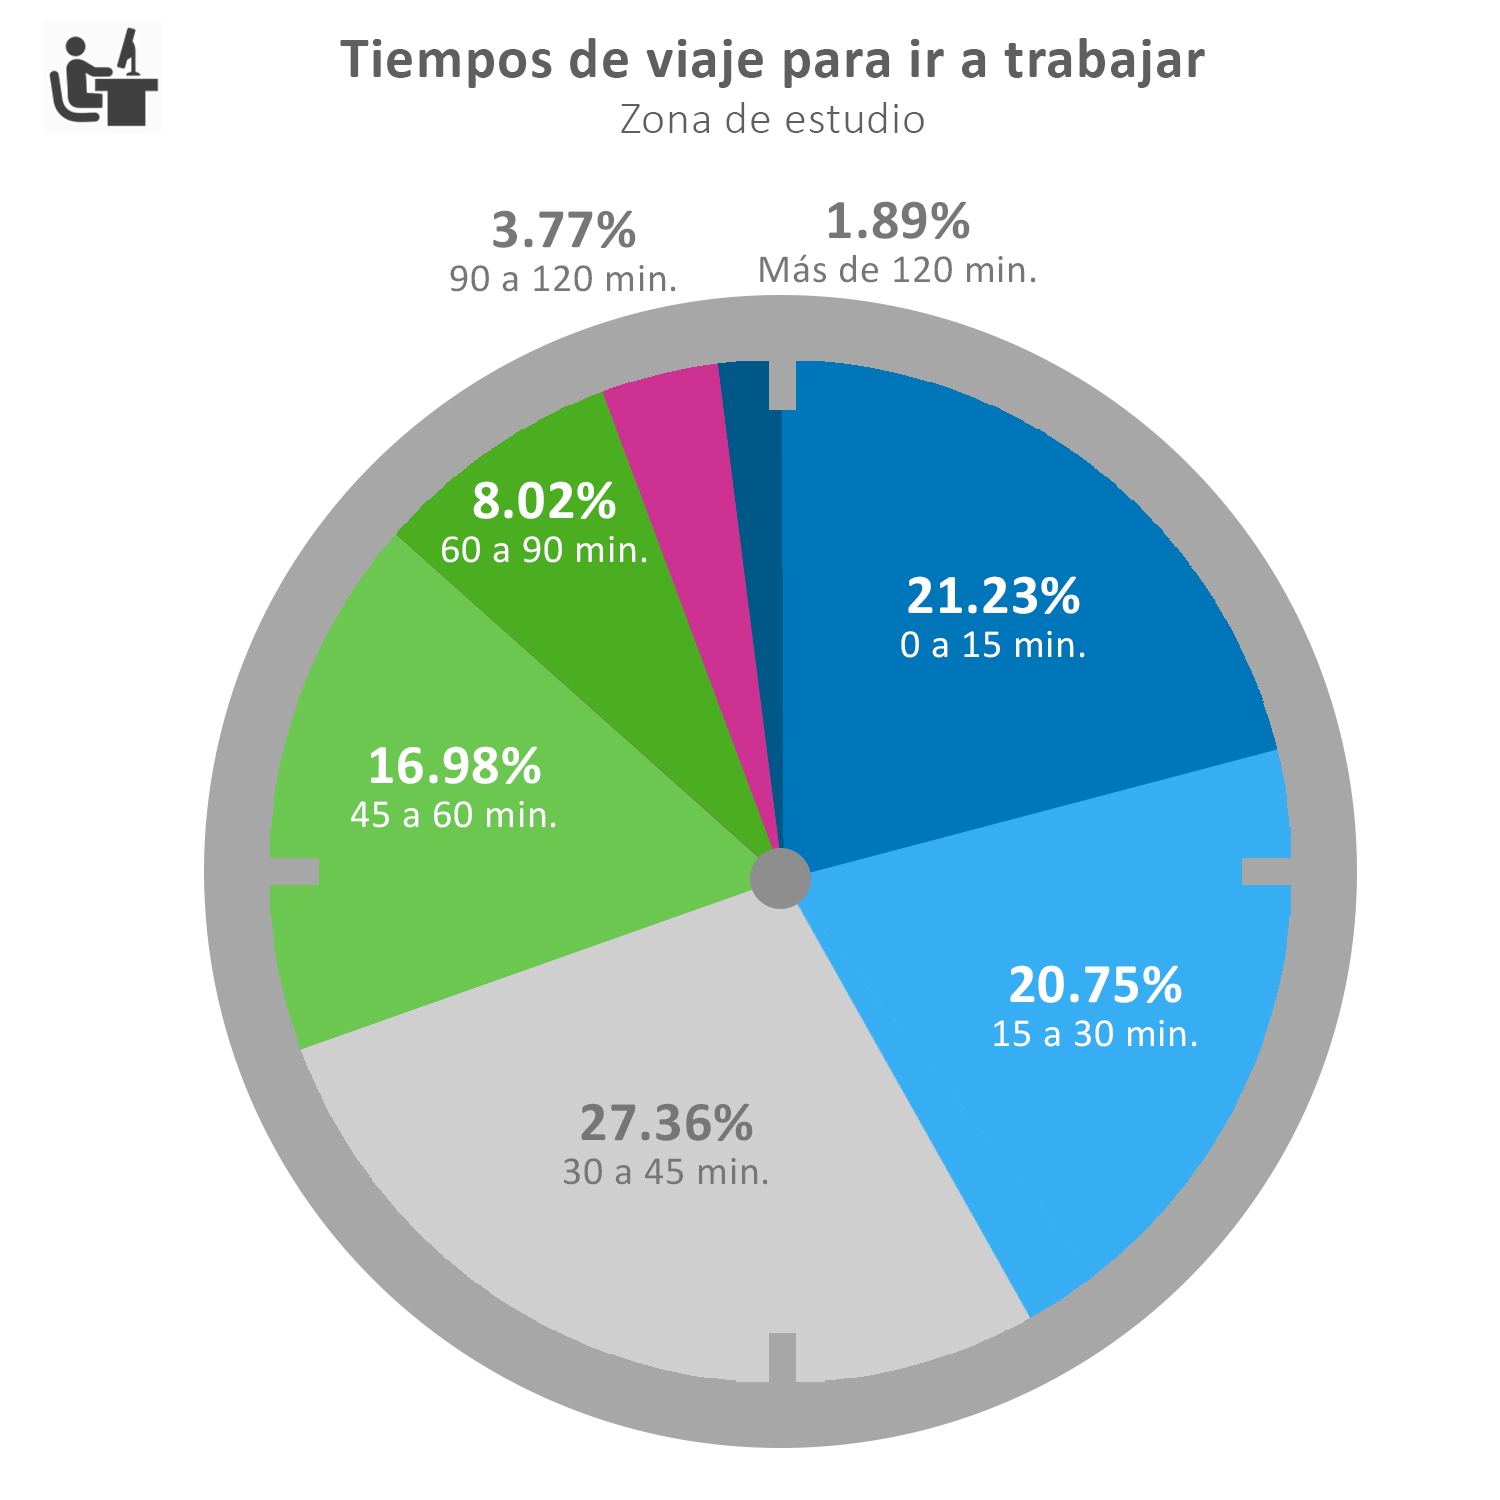 Tiempos de viaje para ir a trabajar
Zona de estudio
3.77%
90 a 120 min.
1.89%
Más de 120 min.
8.02%
60 a 90 min.
21.23%
0 a 15 min.
16.98%
45 a 60 min.
20.75%
15 a 30 min.
27.36%
30 a 45 min.